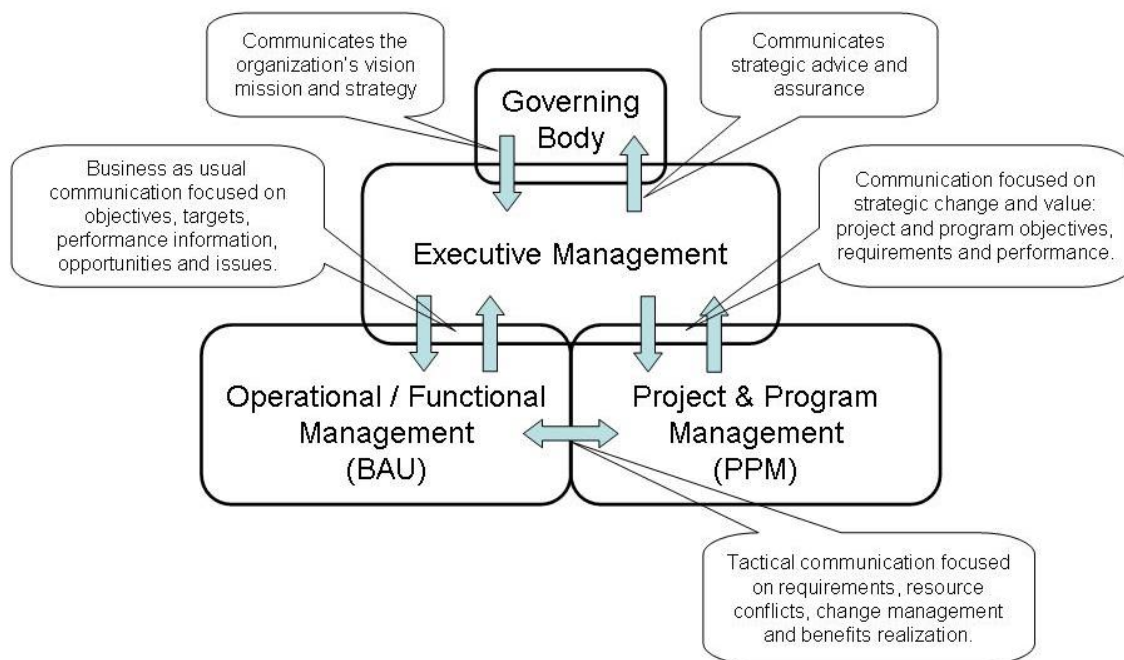 Communicates the
organization's vision
mission and strategy
Communicates
strategic advice and
assurance
Governing
Body
Business as usual
communication focused on
objectives, targets,
performance information,
opportunities and issues.
Communication focused on
strategic change and value:
project and program objectives,
requirements and performance.
Executive Management
Operational / Functional
Management
(BAU)
Project & Program
Management
(PPM)
Tactical communication focused
on requirements, resource
conflicts, change management
and benefits realization.